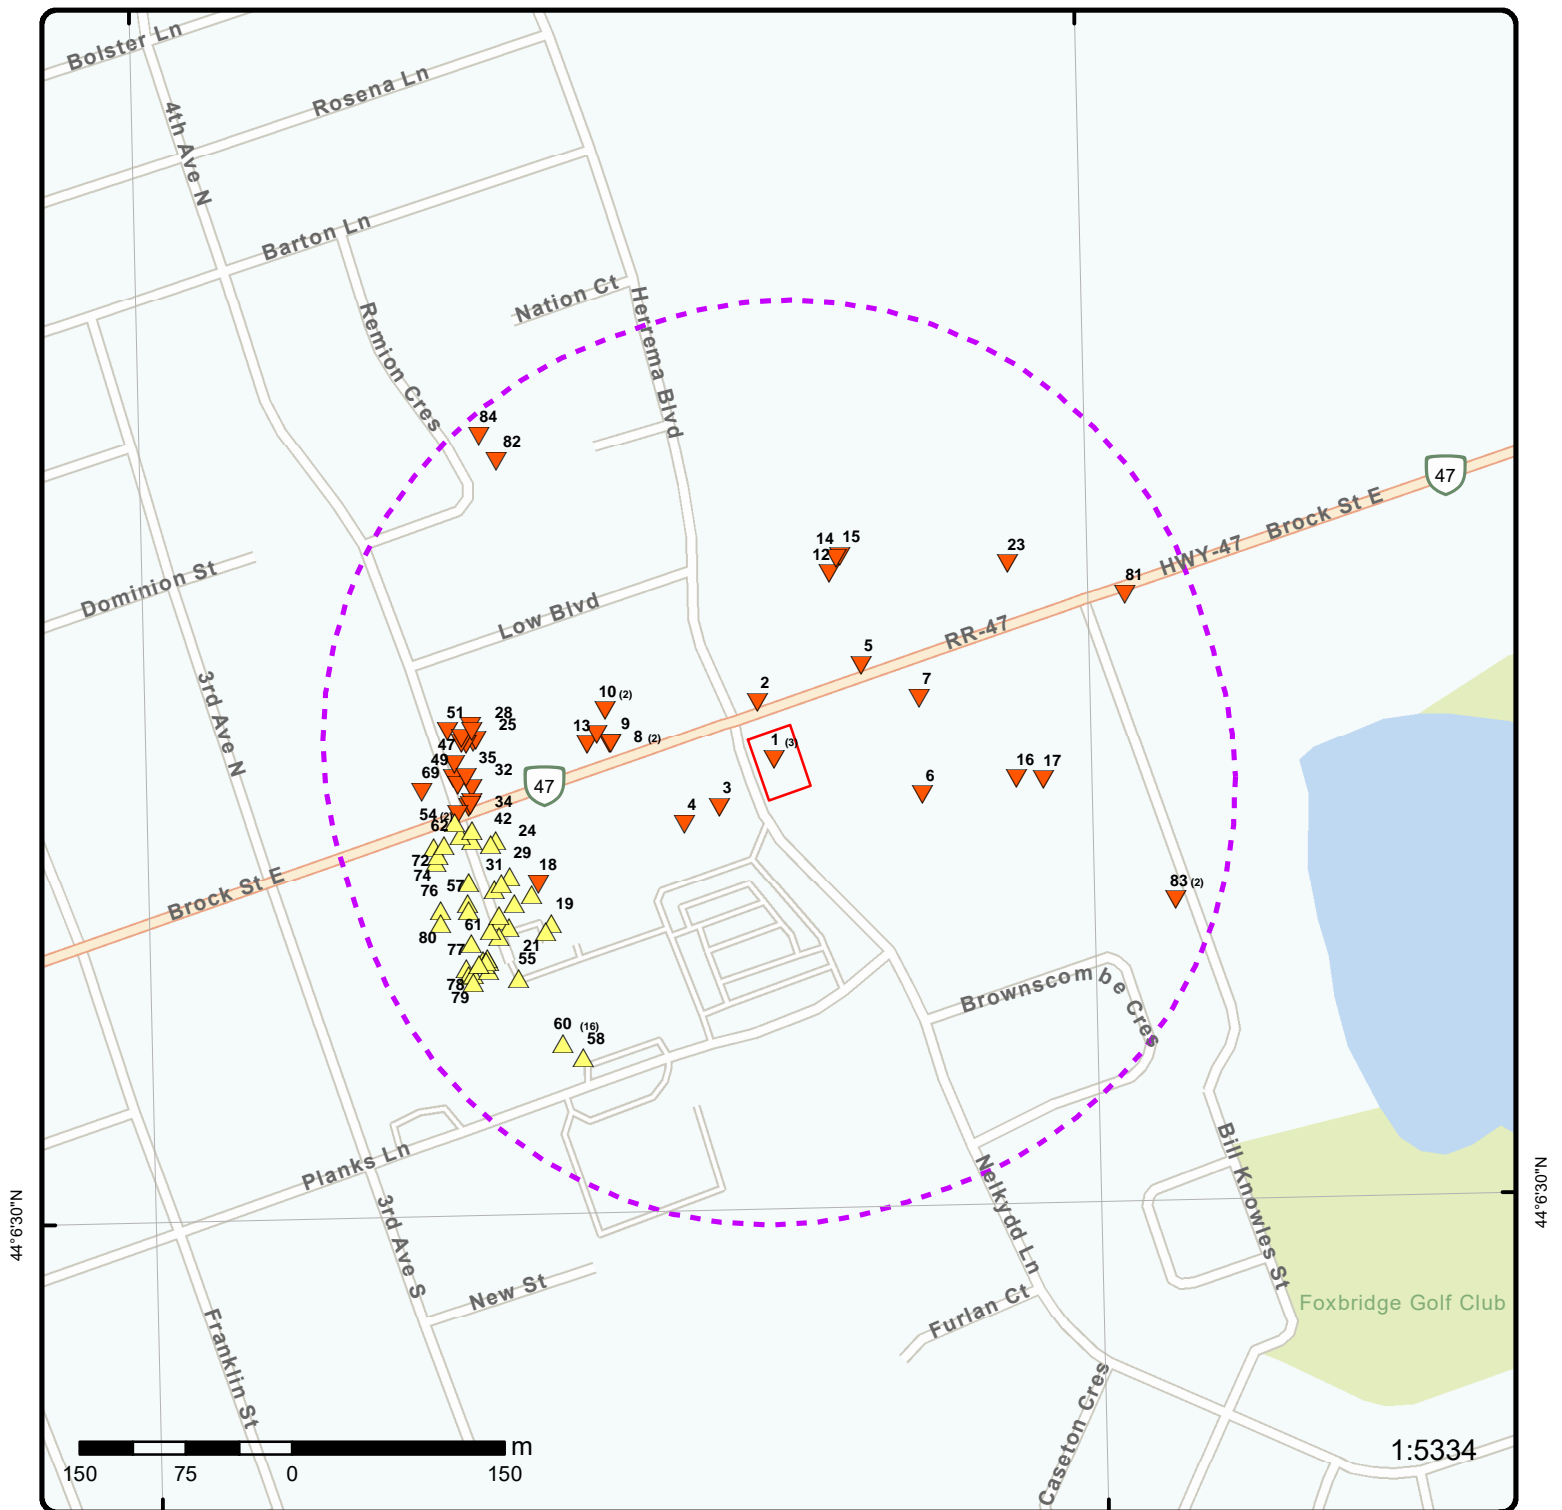 Bolster Ln
Rosena Ln
4th Ave N
Barton Ln
Nation Ct
Remion Cres
Herrema Blvd
84
82
47
HWY-47 Brock St E
14 15
12
23
81
Dominion St
Low Blvd
RR-47
5
3rd Ave N
2
7
10 (2)
51 28
25
13 9
8 (2)
47
1 (3)
49 35
69 32
47
16 17
6
34
3
4
54 (2)
62 42
24
72
29
74
31 18
76 57
83 (2)
Brock St E
19
61
80
21
77
55
78
79
Brownscombe Cres
60 (16)
58
Planks Ln
Bill Knowles St
Nelkydd Ln
44°6'30"N
44°6'30"N
3rd Ave S
New St
Furlan Ct
Foxbridge Golf Club
Franklin St
Caseton Cres
m
150 75 0 150
1:5334